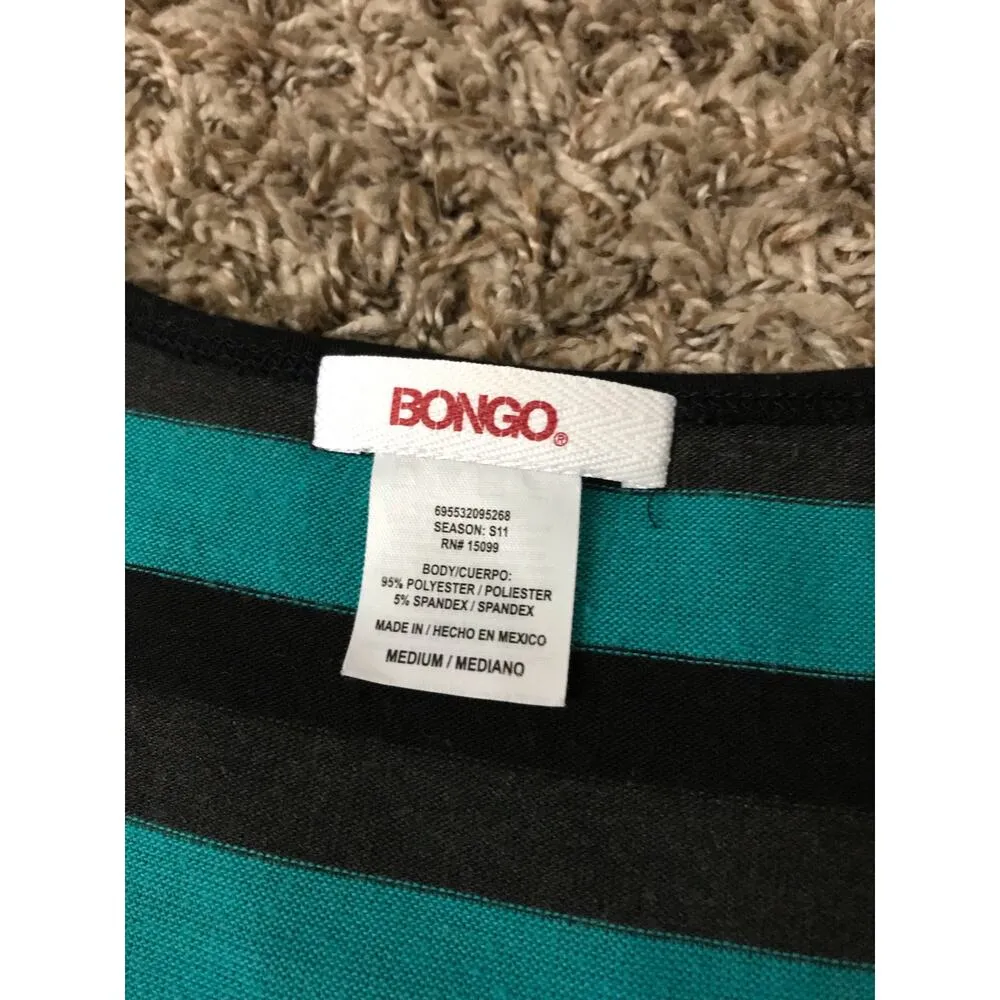 BONGO®
695532095268
SEASON: S11
RN# 15099
BODY/CUERPO:
95% POLYESTER / POLIESTER
5% SPANDEX / SPANDEX
MADE IN / HECHO EN MEXICO
MEDIUM / MEDIANO